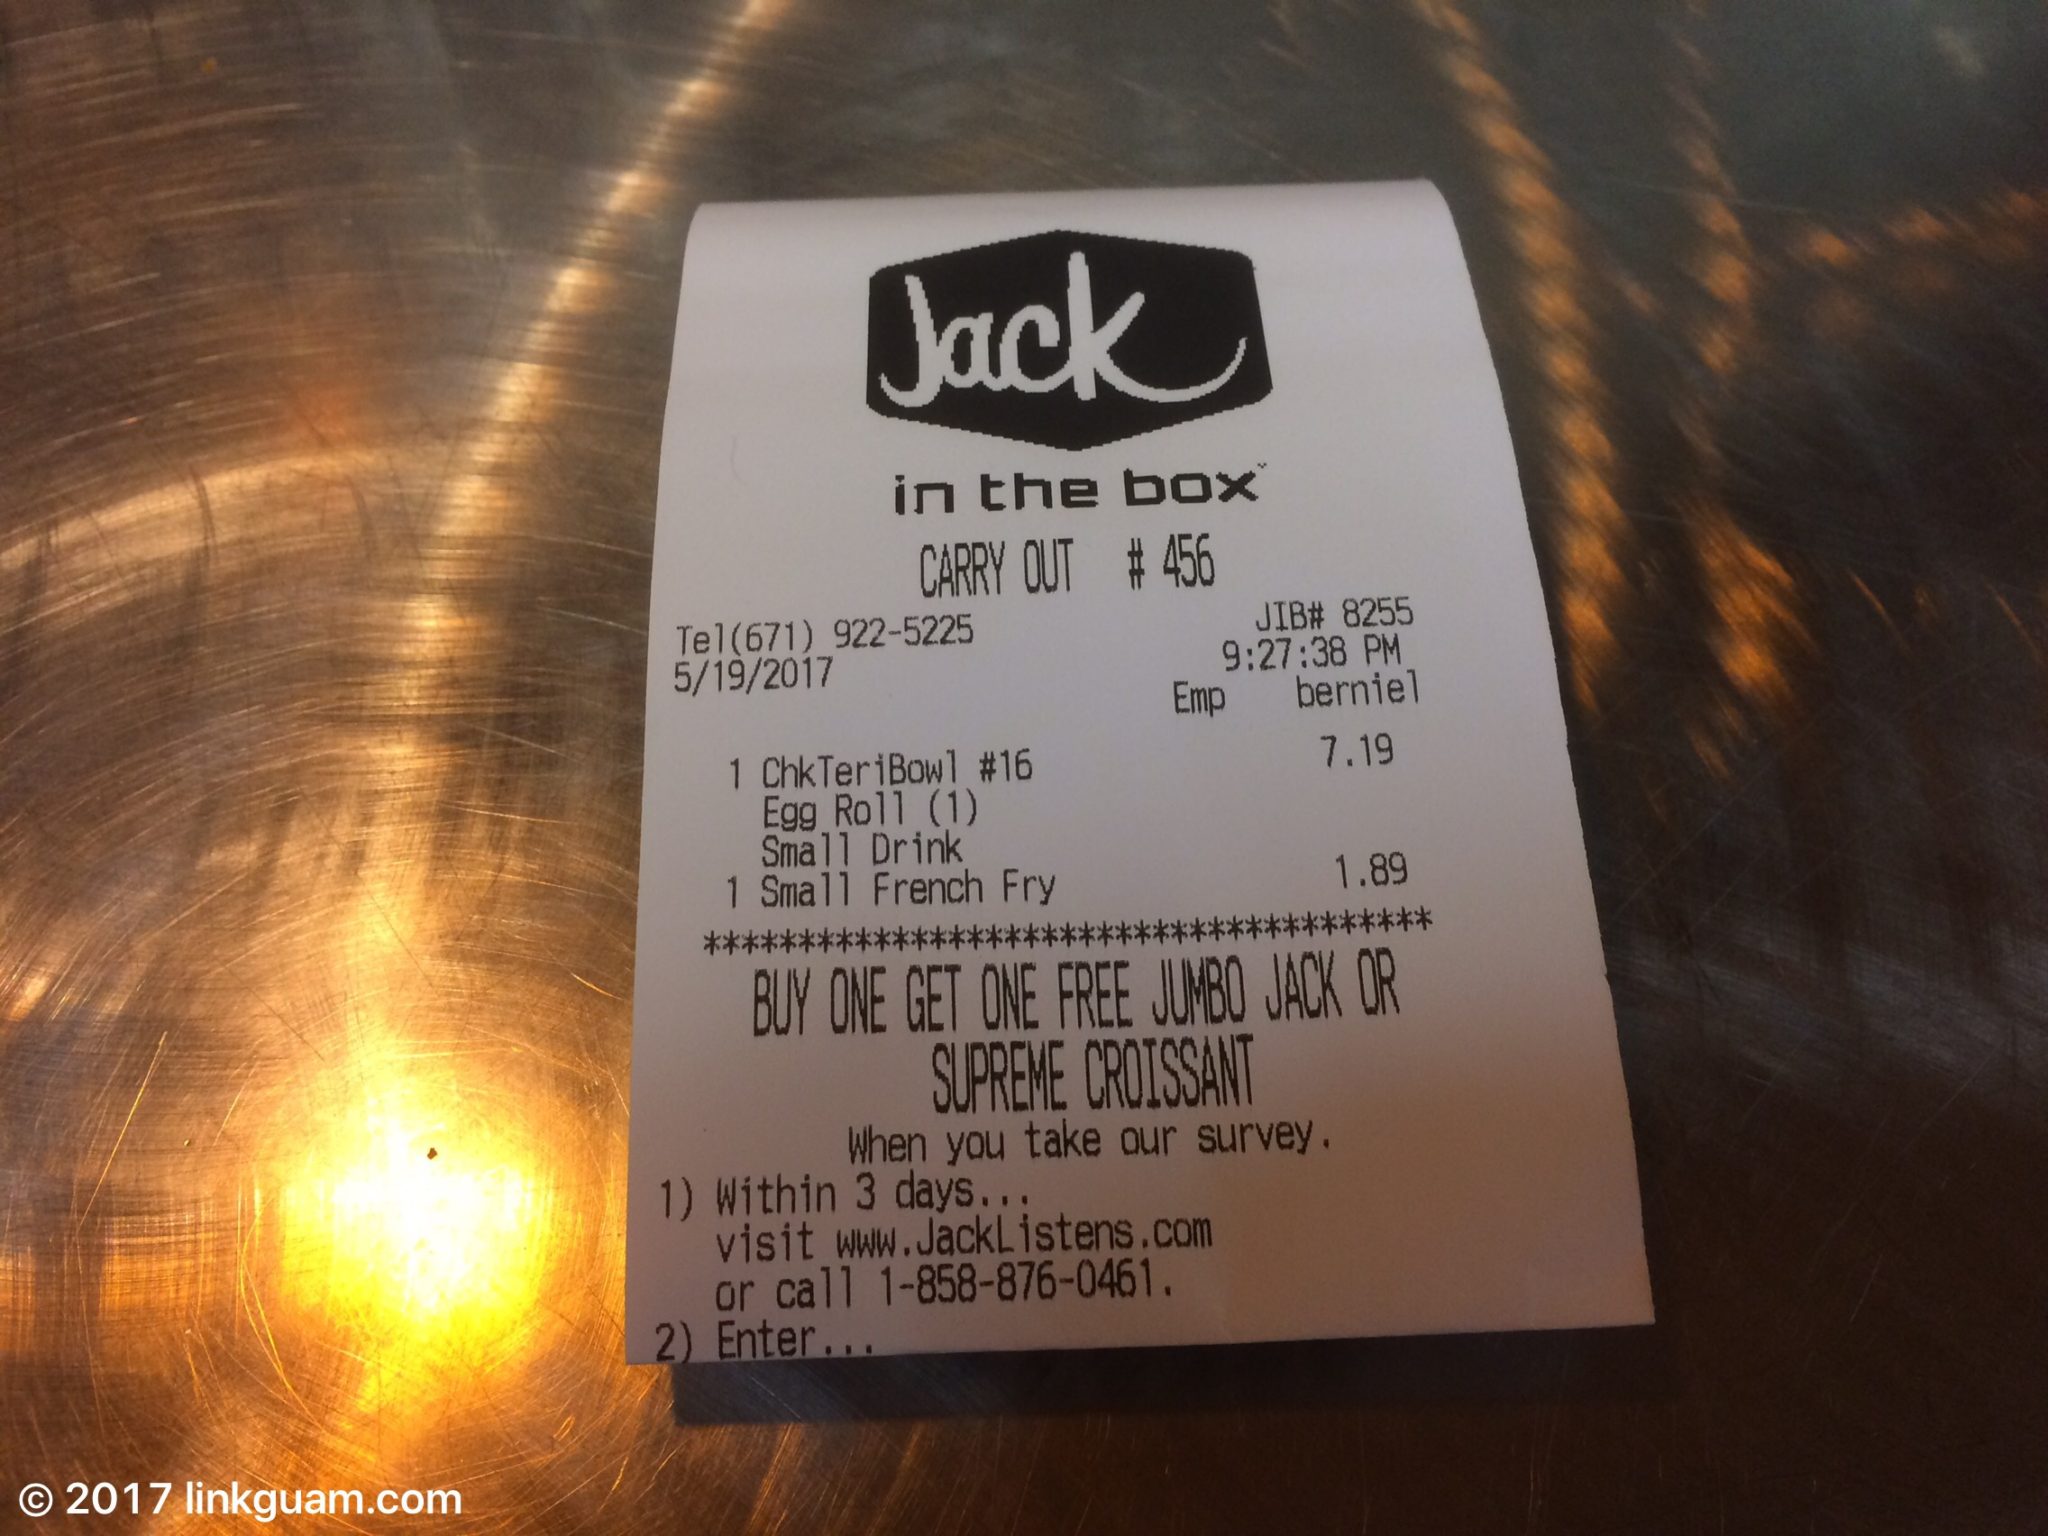 Jack
in the box
CARRY OUT # 456
JIB# 8255
Tel(671) 922-5225
9:27:38 PM
5/19/2017
Emp berniel
1 ChkTeriBowl #16 7.19
Egg Roll (1)
Small Drink
1 Small French Fry 1.89
***************************************
BUY ONE GET ONE FREE JUMBO JACK OR
SUPREME CROISSANT
When you take our survey.
1) Within 3 days...
visit www.JackListens.com
or call 1-858-876-0461.
2) Enter...
© 2017 linkguam.com